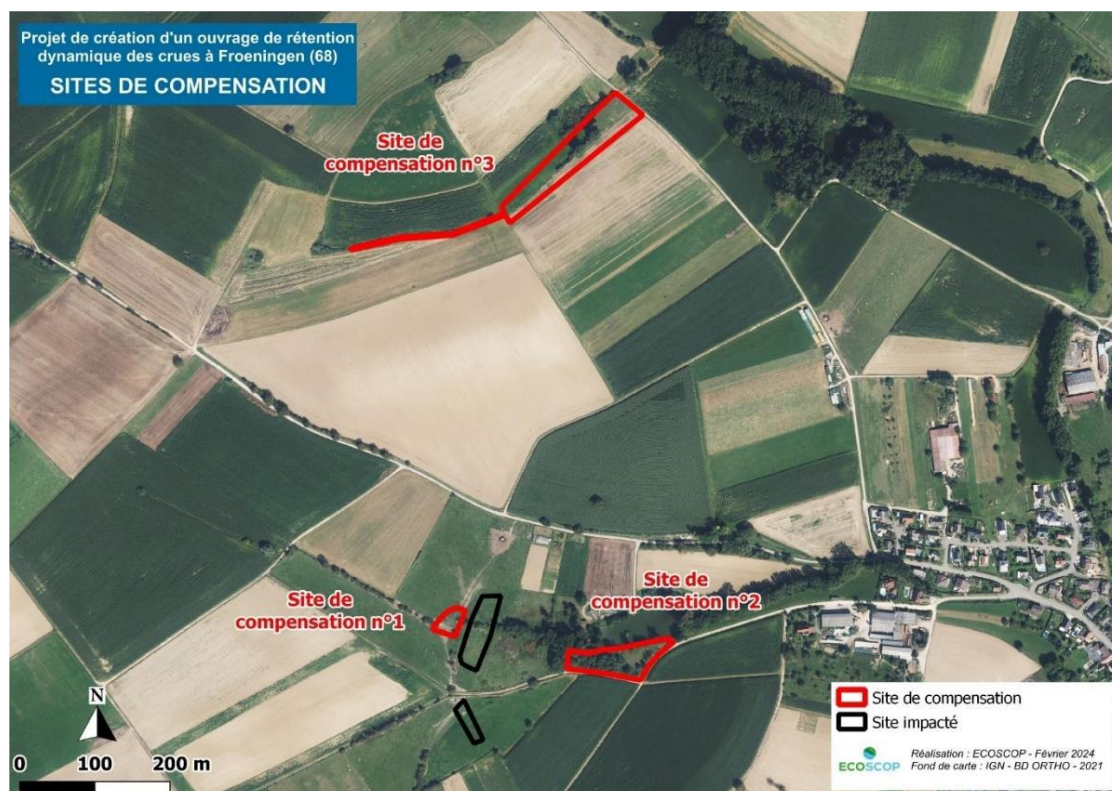 Projet de création d'un ouvrage de rétention
dynamique des crues à Froeningen (68)
SITES DE COMPENSATION
Site de
compensation n°3
Site de
compensation n°1
Site de
compensation n°2
N
0 100 200 m
Site de compensation
Site impacté
ECOSCOP
Réalisation : ECOSCOP - Février 2024
Fond de carte : IGN - BD ORTHO - 2021